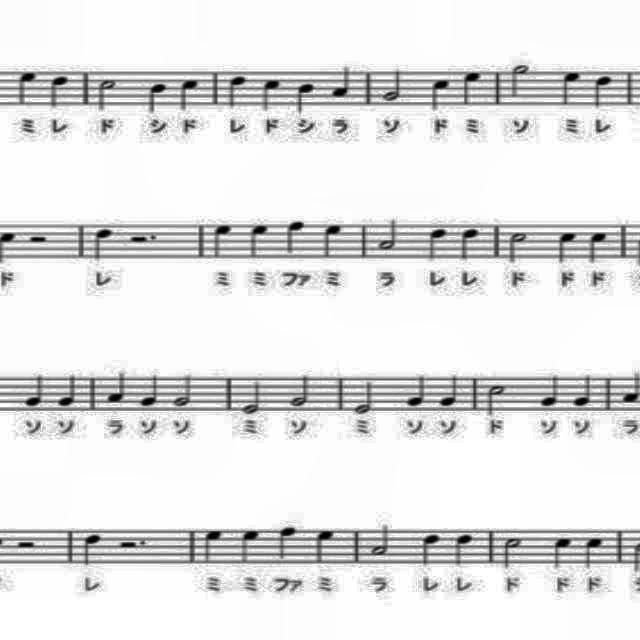 ミ レ ド シ ド レ ド シ ラ ソ ド ミ ソ ミ レ
ド レ ミ ミ ファ ミ ラ レ レ ド ド ド
ソ ソ ラ ソ ソ ミ ソ ミ ソ ソ ド ソ ソ ラ
レ ミ ミ ファ ミ ラ レ レ ド ド ド